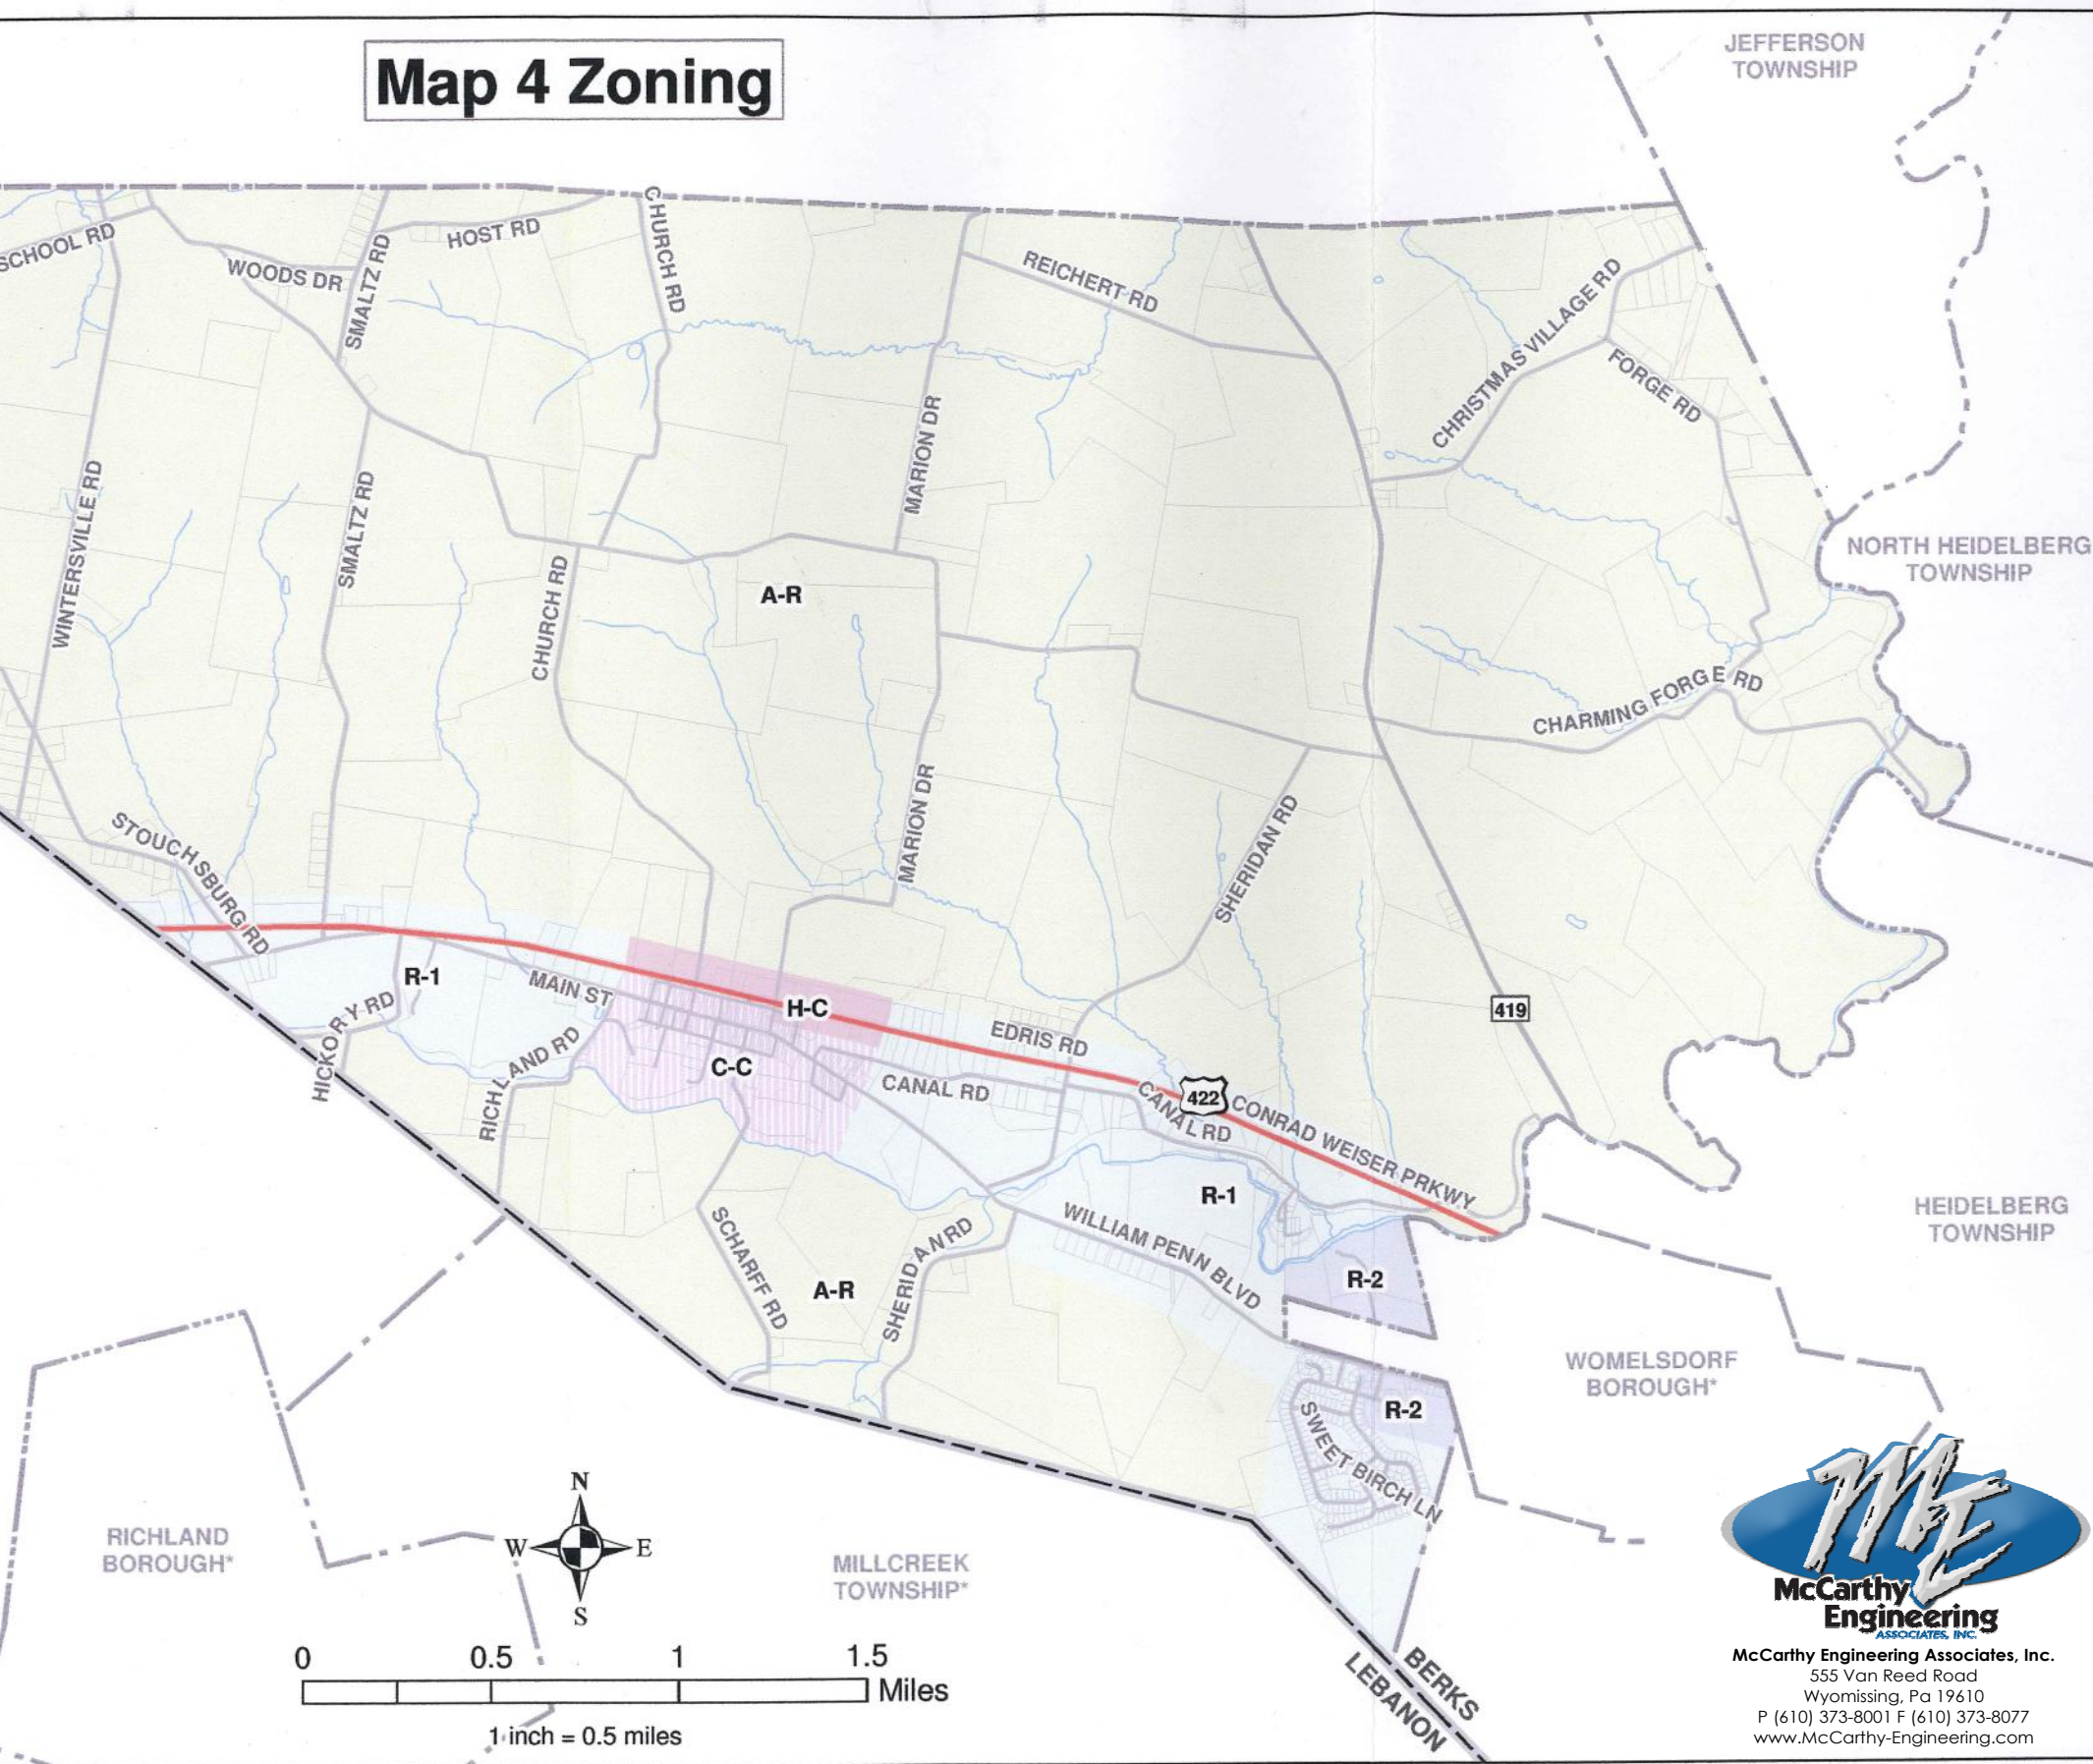 Map 4 Zoning
JEFFERSON
TOWNSHIP
SCHOOL RD
WOODS DR
SMALTZ RD
HOST RD
CHURCH RD
REICHERT RD
CHRISTMAS VILLAGE RD
FORGE RD
MARION DR
WINTERSVILLE RD
SMALTZ RD
CHURCH RD
A-R
NORTH HEIDELBERG
TOWNSHIP
CHARMING FORGE RD
STOUCHSBURG RD
MARION DR
SHERIDAN RD
R-1
MAIN ST
H-C
419
HICKORY RD
RICHLAND RD
C-C
EDRIS RD
CANAL RD
CANAL RD
422
CONRAD WEISER PRKWY
R-1
HEIDELBERG
TOWNSHIP
SCHARFF RD
A-R
SHERIDAN RD
WILLIAM PENN BLVD
R-2
WOMELSDORF
BOROUGH*
R-2
SWEET BIRCH LN
N
W
E
S
RICHLAND
BOROUGH*
MILLCREEK
TOWNSHIP*
0 0.5 1 1.5
Miles
1 inch = 0.5 miles
BERKS
LEBANON
ME
McCarthy
Engineering
ASSOCIATES, INC.
McCarthy Engineering Associates, Inc.
555 Van Reed Road
Wyomissing, Pa 19610
P (610) 373-8001 F (610) 373-8077
www.McCarthy-Engineering.com